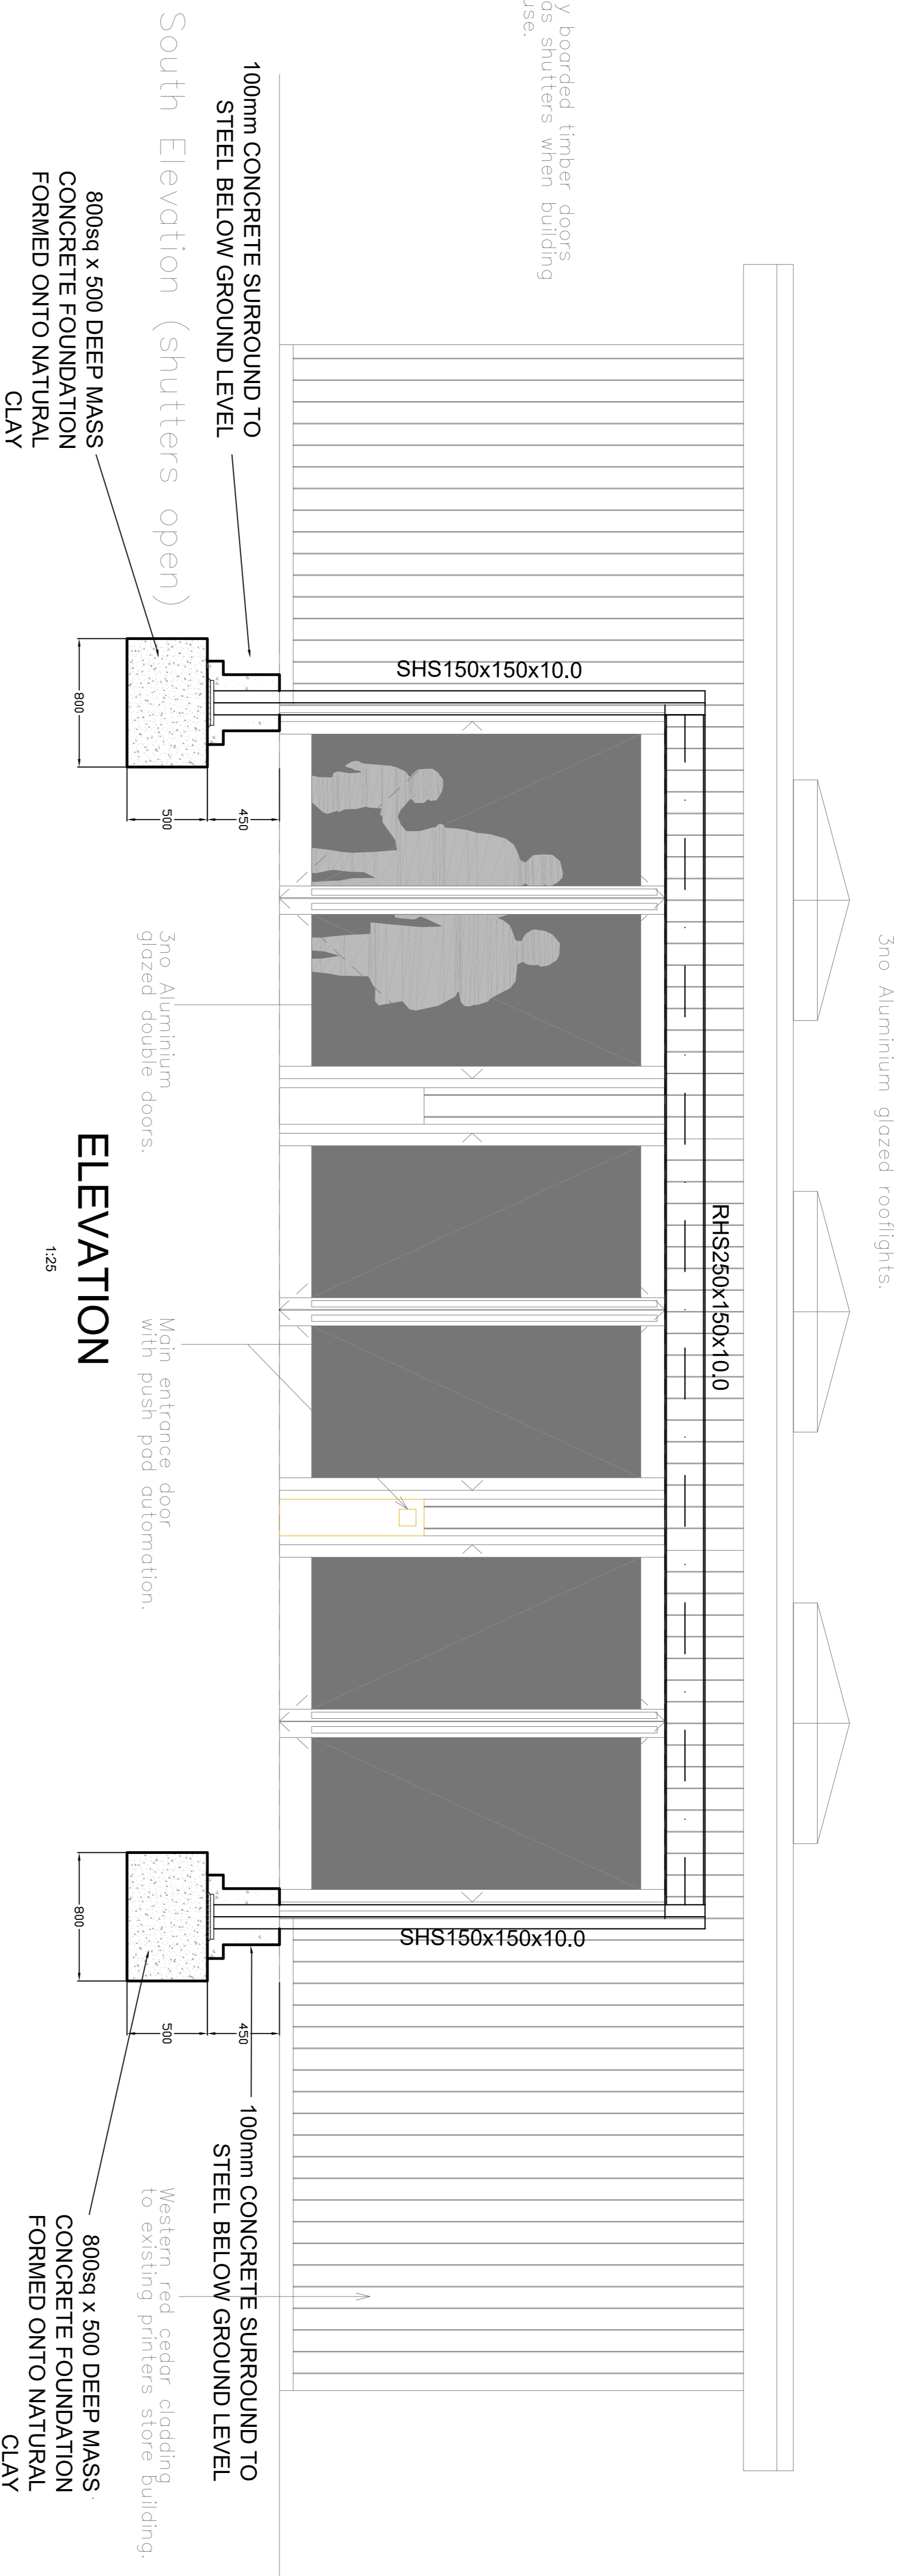 3no Aluminium glazed rooflights.
y boarded timber doors
as shutters when building
use.
RHS250x150x10.0
SHS150x150x10.0
SHS150x150x10.0
100mm CONCRETE SURROUND TO
STEEL BELOW GROUND LEVEL
South Elevation (shutters open)
800sq x 500 DEEP MASS
CONCRETE FOUNDATION
FORMED ONTO NATURAL
CLAY
450
500
800
3no Aluminium
glazed double doors.
Main entrance door
with push pad automation.
450
500
800
100mm CONCRETE SURROUND TO
STEEL BELOW GROUND LEVEL
Western red cedar cladding
to existing printers store building.
800sq x 500 DEEP MASS
CONCRETE FOUNDATION
FORMED ONTO NATURAL
CLAY
ELEVATION
1:25